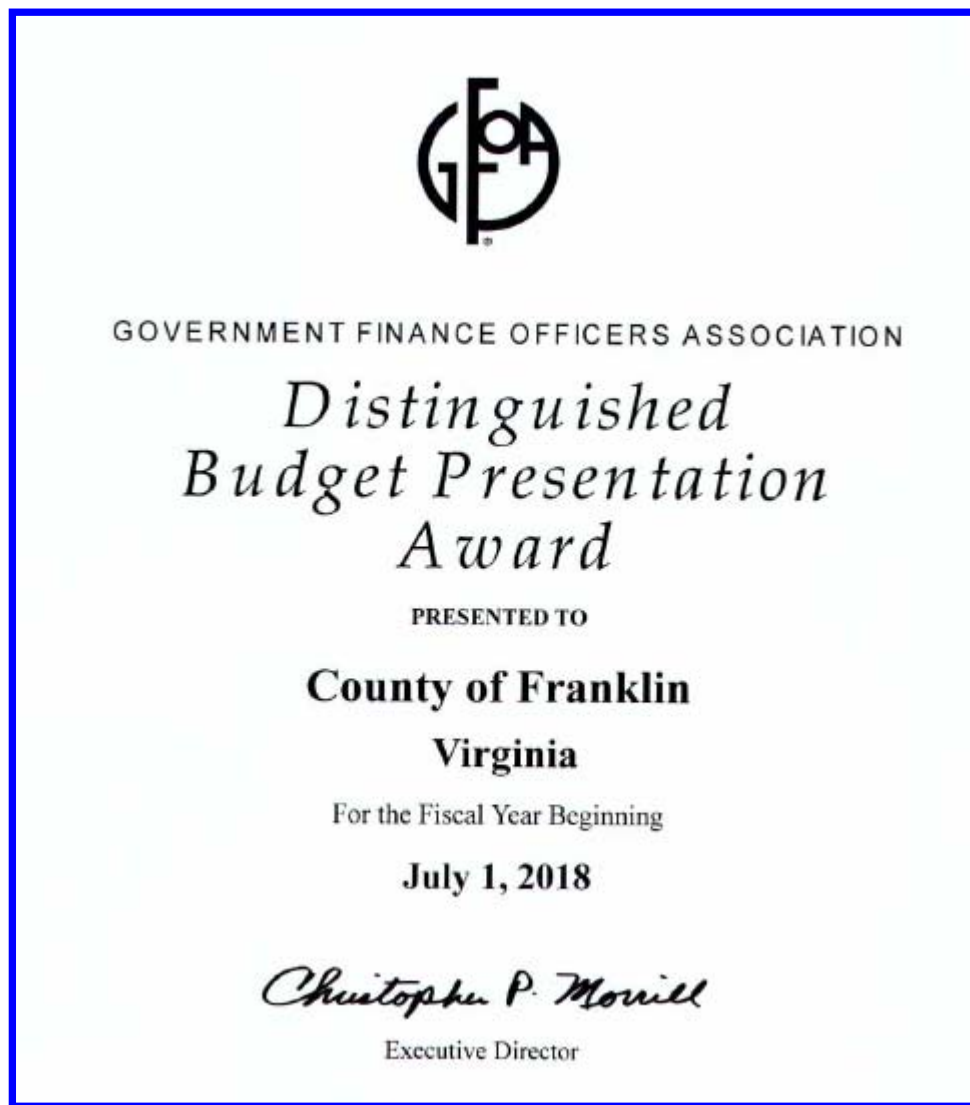 GFOA
GOVERNMENT FINANCE OFFICERS ASSOCIATION
Distinguished
Budget Presentation
Award
PRESENTED TO
County of Franklin
Virginia
For the Fiscal Year Beginning
July 1, 2018
Christopher P. Morrill
Executive Director